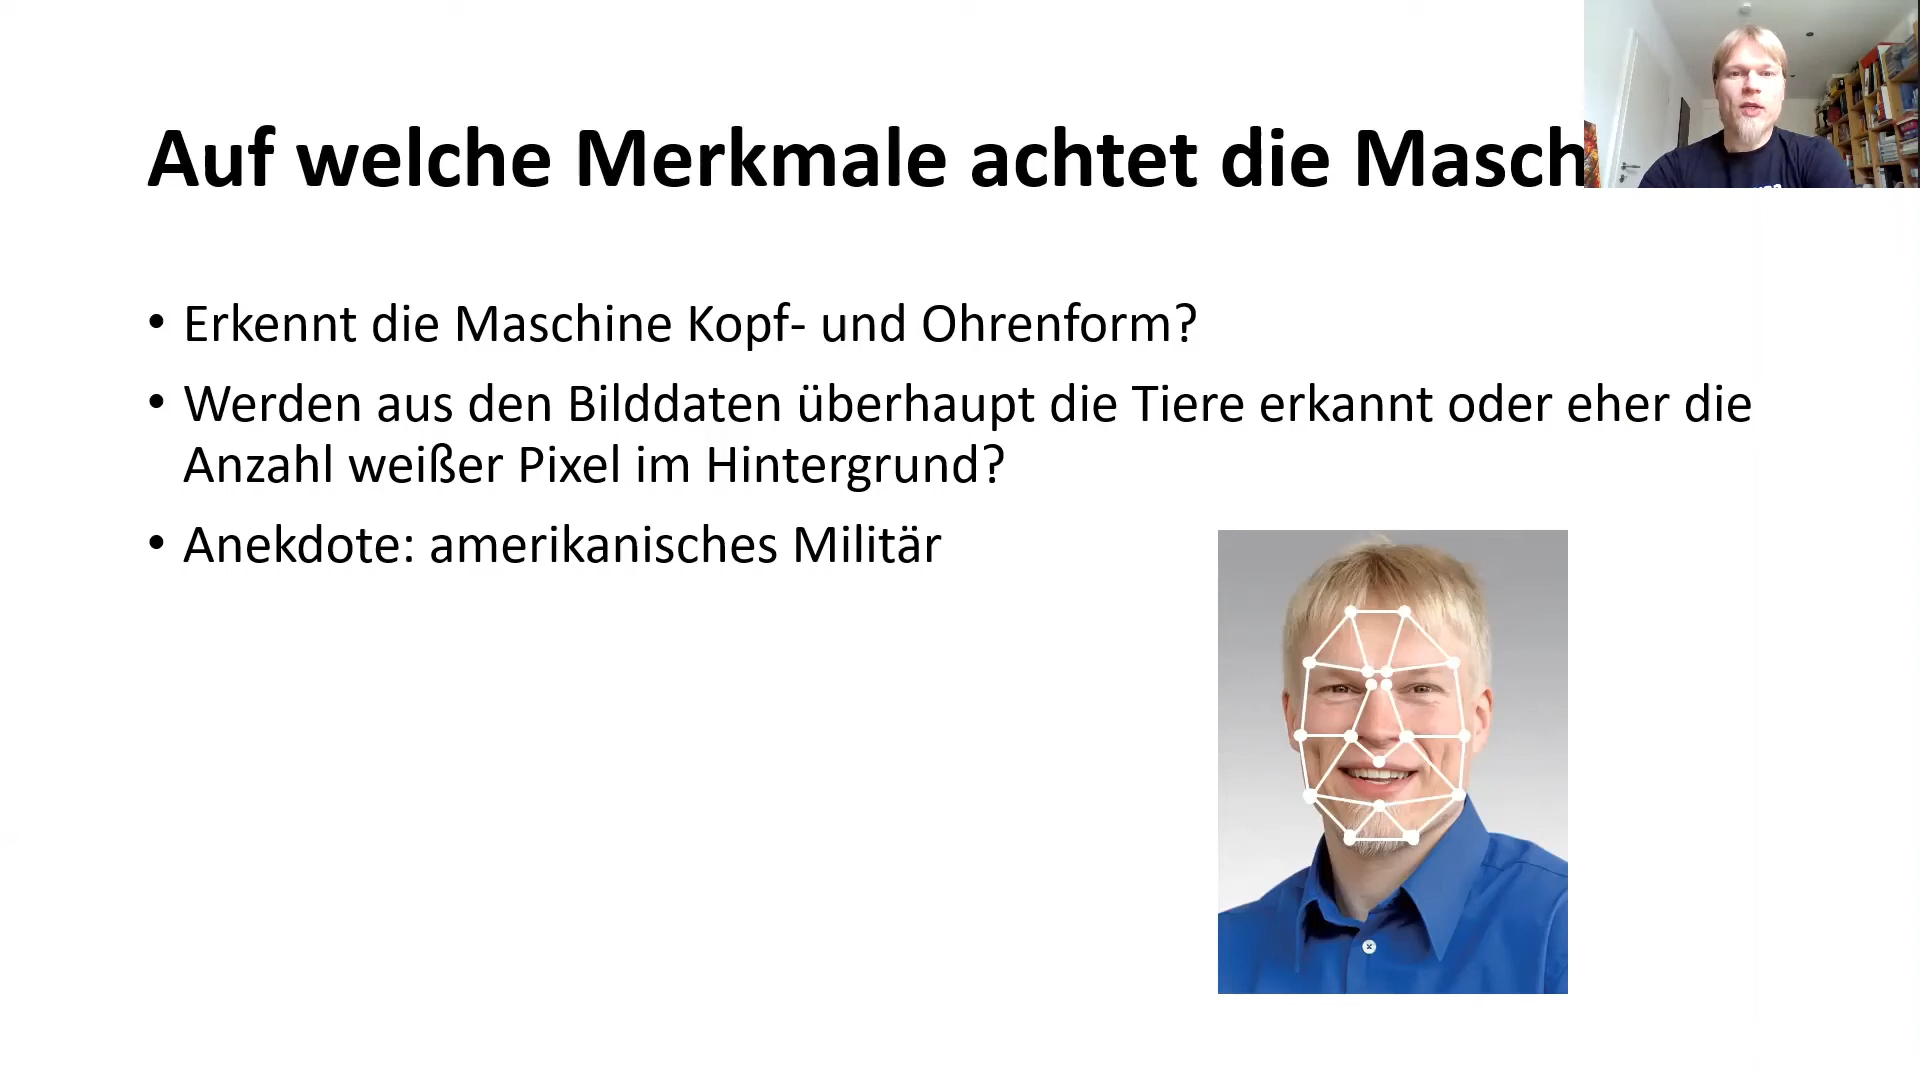 Auf welche Merkmale achtet die Masch
• Erkennt die Maschine Kopf- und Ohrenform?
• Werden aus den Bilddaten überhaupt die Tiere erkannt oder eher die
Anzahl weißer Pixel im Hintergrund?
• Anekdote: amerikanisches Militär